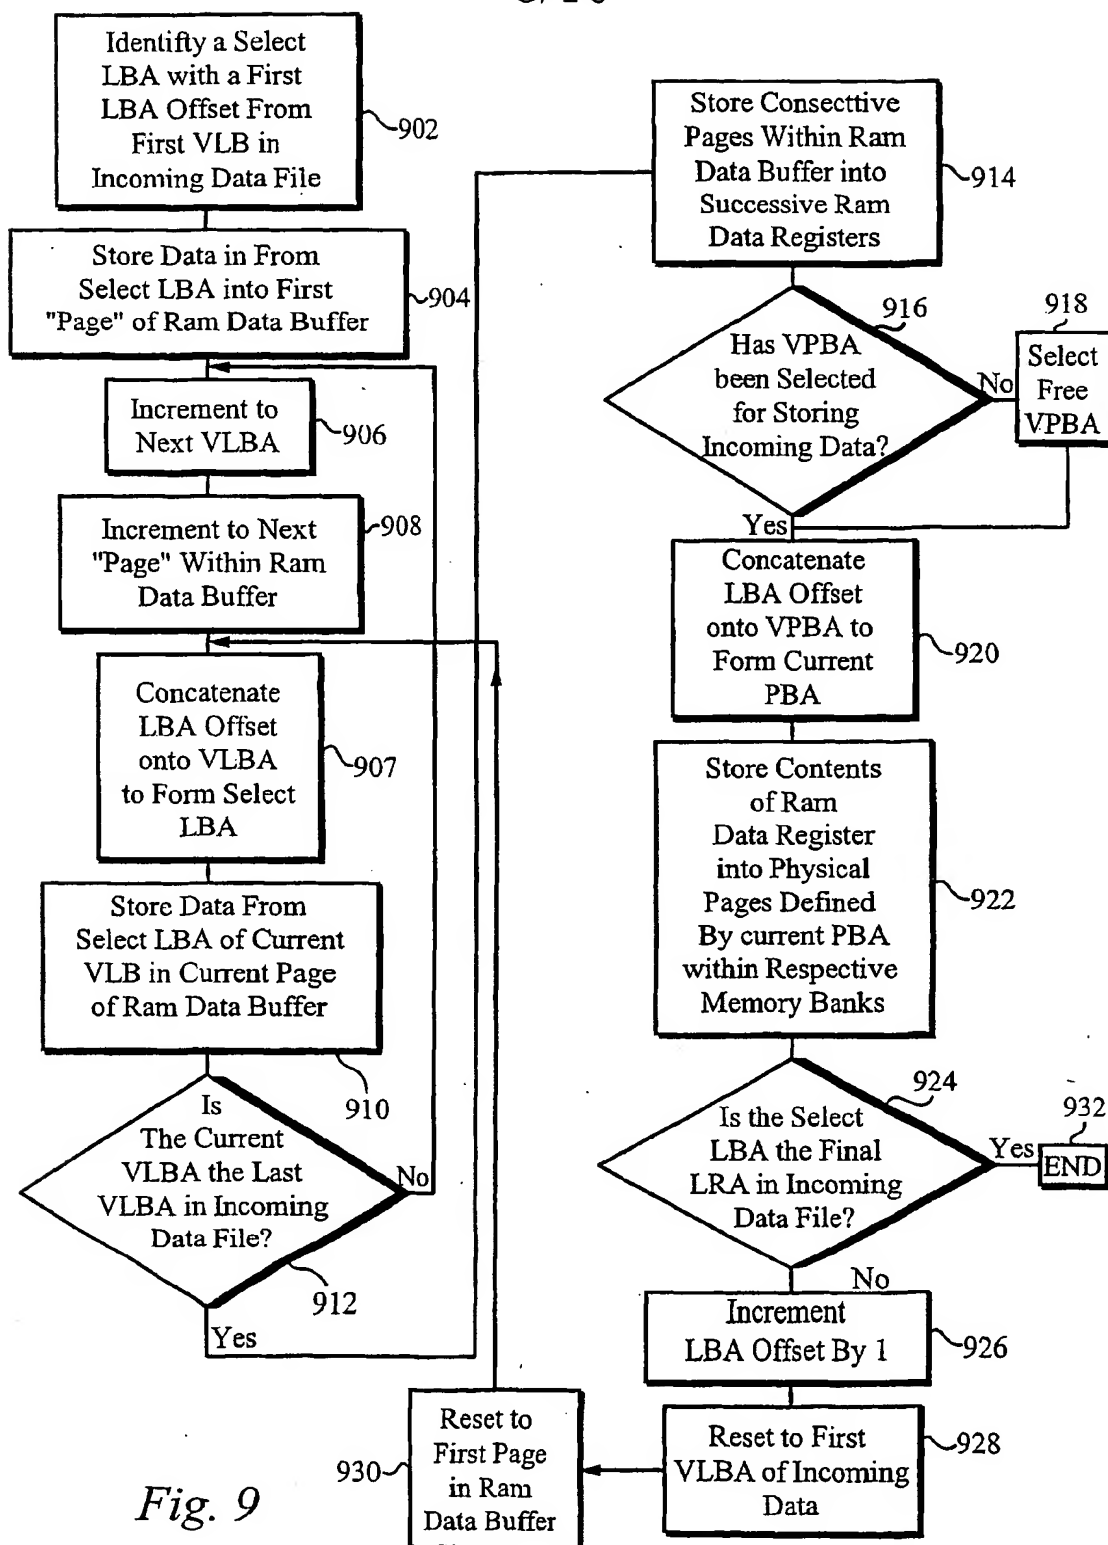 Identifty a Select
LBA with a First
LBA Offset From
First VLB in
Incoming Data File
902
Store Data in From
Select LBA into First
"Page" of Ram Data Buffer
904
Increment to
Next VLBA
906
Increment to Next
"Page" Within Ram
Data Buffer
908
Concatenate
LBA Offset
onto VLBA
to Form Select
LBA
907
Store Data From
Select LBA of Current
VLB in Current Page
of Ram Data Buffer
910
Is
The Current
VLBA the Last
VLBA in Incoming
Data File?
No
912
Yes
Store Consecttive
Pages Within Ram
Data Buffer into
Successive Ram
Data Registers
914
916
Has VPBA
been Selected
for Storing
Incoming Data?
No
918
Select
Free
VPBA
Yes
Concatenate
LBA Offset
onto VPBA to
Form Current
PBA
920
Store Contents
of Ram
Data Register
into Physical
Pages Defined
By current PBA
within Respective
Memory Banks
922
924
Is the Select
LBA the Final
LRA in Incoming
Data File?
Yes
932
END
No
Increment
LBA Offset By 1
926
Reset to First
VLBA of Incoming
Data
928
Reset to
First Page
in Ram
Data Buffer
930
Fig. 9